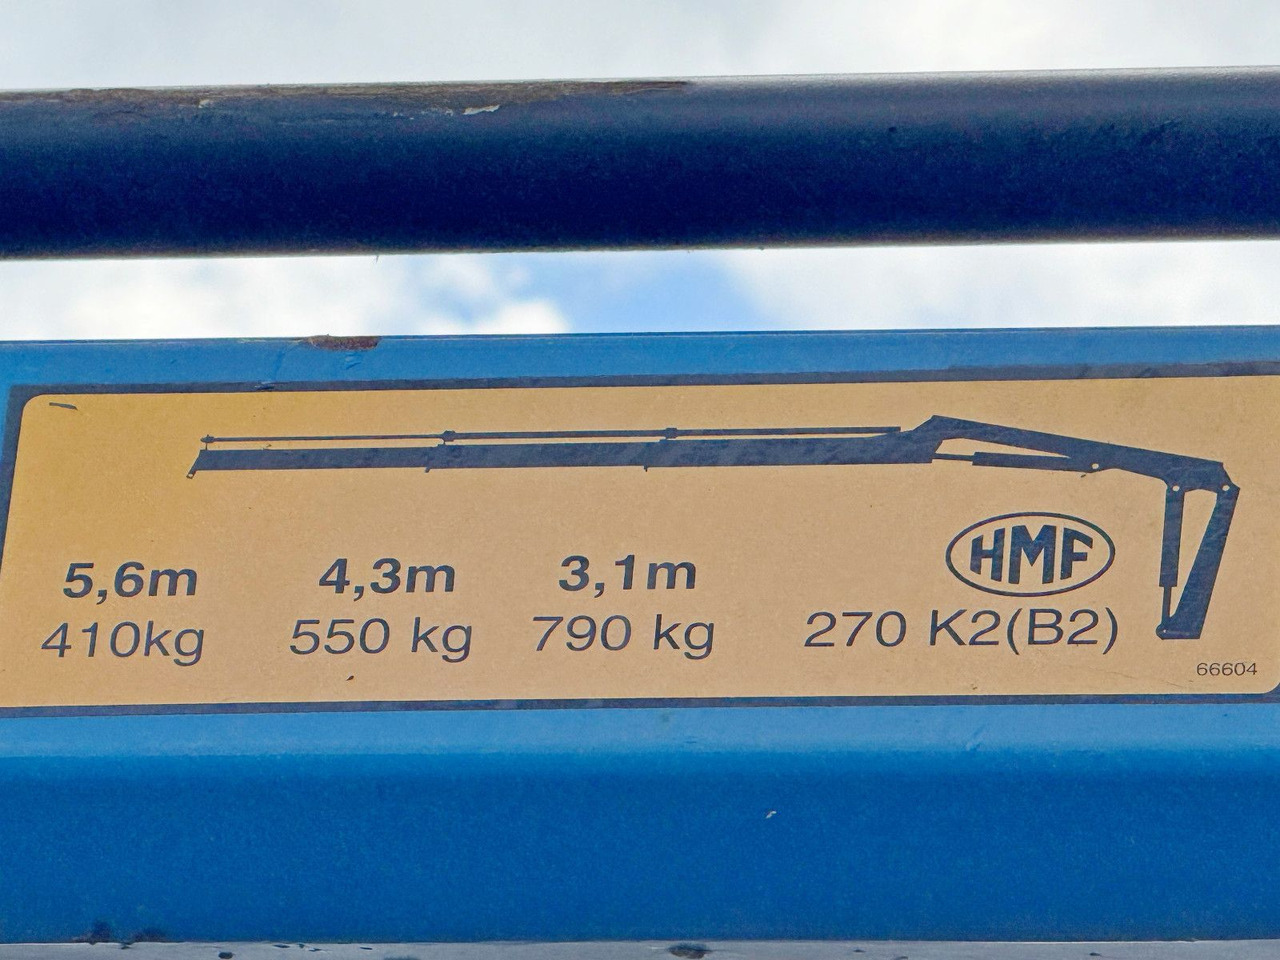 5,6m 4,3m 3,1m
410kg 550 kg 790 kg
HMF
270 K2(B2)
66604